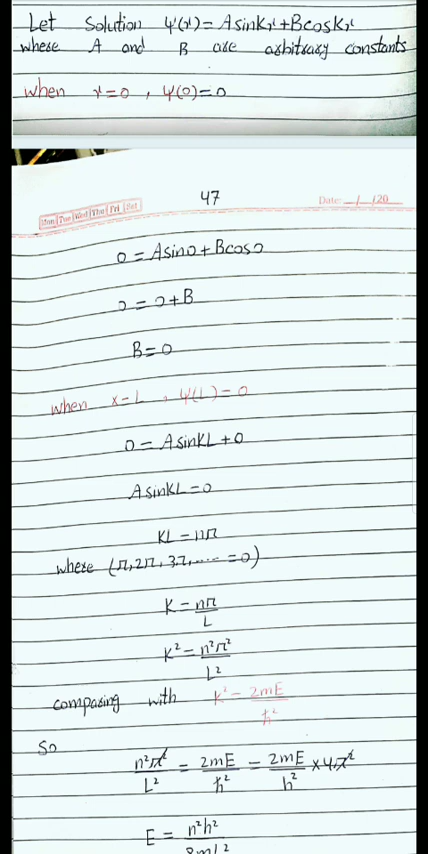 Let Solution Ψ(x) = A sinKx + B cosKx
where A and B are arbitrary constants
when x=0 , Ψ(0)=0
47
Mon Tue Wed Thu Fri Sat
Date: __/__/20
0 = A sin0 + B cos0
0 = 0+B
B=0
when x=L , Ψ(L)=0
0 = A sinKL +0
A sinKL=0
KL = nπ
where (π, 2π, 3π, ..... =0)
K = nπ/L
K² = n²π²/L²
comparing with K² = 2mE/ħ²
So
n²π²/L² = 2mE/ħ² = 2mE/h² × 4π²
E = n²h²/8mL²